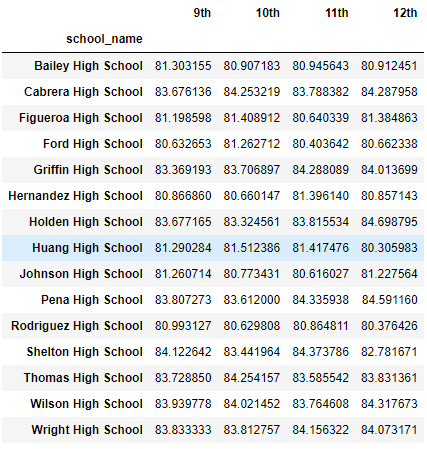 9th 10th 11th 12th
school_name
Bailey High School 81.303155 80.907183 80.945643 80.912451
Cabrera High School 83.676136 84.253219 83.788382 84.287958
Figueroa High School 81.198598 81.408912 80.640339 81.384863
Ford High School 80.632653 81.262712 80.403642 80.662338
Griffin High School 83.369193 83.706897 84.288089 84.013699
Hernandez High School 80.866860 80.660147 81.396140 80.857143
Holden High School 83.677165 83.324561 83.815534 84.698795
Huang High School 81.290284 81.512386 81.417476 80.305983
Johnson High School 81.260714 80.773431 80.616027 81.227564
Pena High School 83.807273 83.612000 84.335938 84.591160
Rodriguez High School 80.993127 80.629808 80.864811 80.376426
Shelton High School 84.122642 83.441964 84.373786 82.781671
Thomas High School 83.728850 84.254157 83.585542 83.831361
Wilson High School 83.939778 84.021452 83.764608 84.317673
Wright High School 83.833333 83.812757 84.156322 84.073171